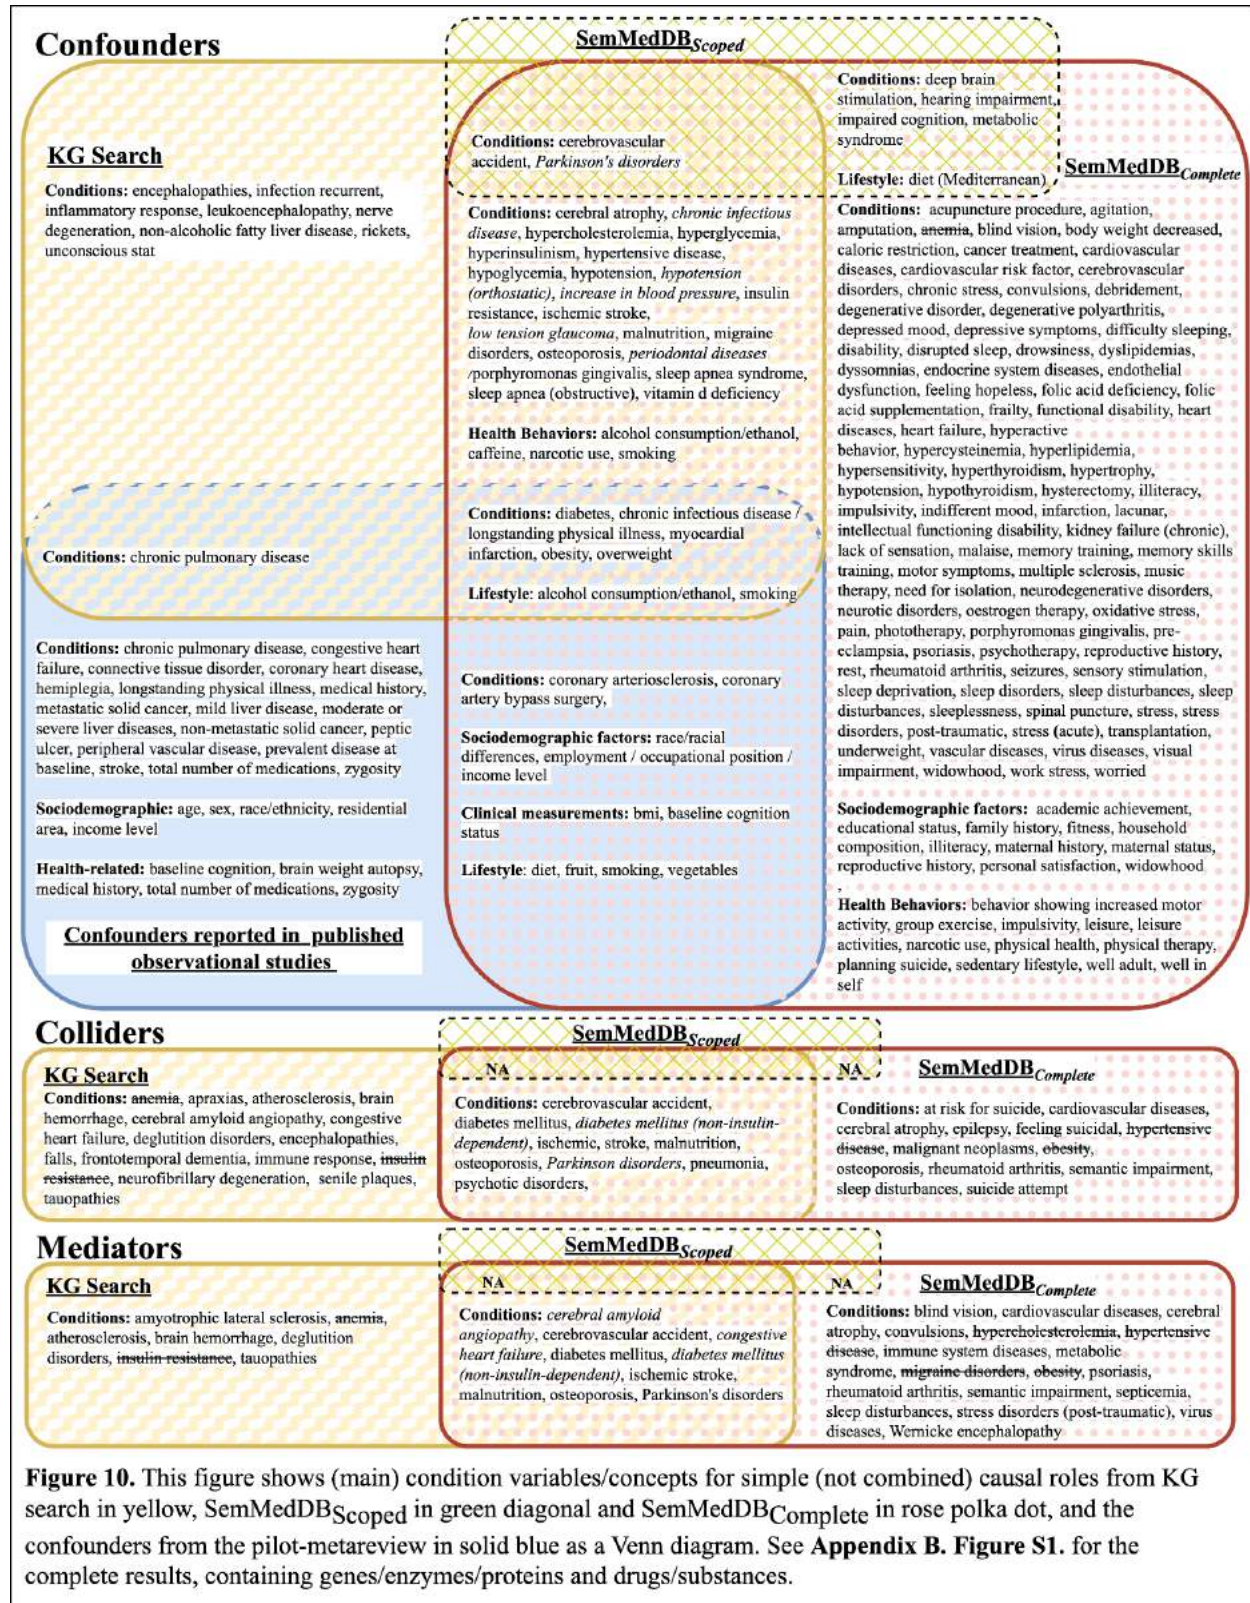 Confounders
SemMedDBScoped
KG Search
Conditions: encephalopathies, infection recurrent,
inflammatory response, leukoencephalopathy, nerve
degeneration, non-alcoholic fatty liver disease, rickets,
unconscious stat
Conditions: cerebrovascular
accident, Parkinson's disorders
Conditions: deep brain
stimulation, hearing impairment,
impaired cognition, metabolic
syndrome
Lifestyle: diet (Mediterranean)
SemMedDBComplete
Conditions: cerebral atrophy, chronic infectious
disease, hypercholesterolemia, hyperglycemia,
hyperinsulinism, hypertensive disease,
hypoglycemia, hypotension, hypotension
(orthostatic), increase in blood pressure, insulin
resistance, ischemic stroke,
low tension glaucoma, malnutrition, migraine
disorders, osteoporosis, periodontal diseases
/porphyromonas gingivalis, sleep apnea syndrome,
sleep apnea (obstructive), vitamin d deficiency
Health Behaviors: alcohol consumption/ethanol,
caffeine, narcotic use, smoking
Conditions: acupuncture procedure, agitation,
amputation, anemia, blind vision, body weight decreased,
caloric restriction, cancer treatment, cardiovascular
diseases, cardiovascular risk factor, cerebrovascular
disorders, chronic stress, convulsions, debridement,
degenerative disorder, degenerative polyarthritis,
depressed mood, depressive symptoms, difficulty sleeping,
disability, disrupted sleep, drowsiness, dyslipidemias,
dyssomnias, endocrine system diseases, endothelial
dysfunction, feeling hopeless, folic acid deficiency, folic
acid supplementation, frailty, functional disability, heart
diseases, heart failure, hyperactive
behavior, hypercysteinemia, hyperlipidemia,
hypersensitivity, hyperthyroidism, hypertrophy,
hypotension, hypothyroidism, hysterectomy, illiteracy,
impulsivity, indifferent mood, infarction, lacunar,
intellectual functioning disability, kidney failure (chronic),
lack of sensation, malaise, memory training, memory skills
training, motor symptoms, multiple sclerosis, music
therapy, need for isolation, neurodegenerative disorders,
neurotic disorders, oestrogen therapy, oxidative stress,
pain, phototherapy, porphyromonas gingivalis, pre-
eclampsia, psoriasis, psychotherapy, reproductive history,
rest, rheumatoid arthritis, seizures, sensory stimulation,
sleep deprivation, sleep disorders, sleep disturbances, sleep
disturbances, sleeplessness, spinal puncture, stress, stress
disorders, post-traumatic, stress (acute), transplantation,
underweight, vascular diseases, virus diseases, visual
impairment, widowhood, work stress, worried
Sociodemographic factors: academic achievement,
educational status, family history, fitness, household
composition, illiteracy, maternal history, maternal status,
reproductive history, personal satisfaction, widowhood
,
Health Behaviors: behavior showing increased motor
activity, group exercise, impulsivity, leisure, leisure
activities, narcotic use, physical health, physical therapy,
planning suicide, sedentary lifestyle, well adult, well in
self
Conditions: chronic pulmonary disease
Conditions: diabetes, chronic infectious disease /
longstanding physical illness, myocardial
infarction, obesity, overweight
Lifestyle: alcohol consumption/ethanol, smoking
Conditions: chronic pulmonary disease, congestive heart
failure, connective tissue disorder, coronary heart disease,
hemiplegia, longstanding physical illness, medical history,
metastatic solid cancer, mild liver disease, moderate or
severe liver diseases, non-metastatic solid cancer, peptic
ulcer, peripheral vascular disease, prevalent disease at
baseline, stroke, total number of medications, zygosity
Sociodemographic: age, sex, race/ethnicity, residential
area, income level
Health-related: baseline cognition, brain weight autopsy,
medical history, total number of medications, zygosity
Confounders reported in published
observational studies
Conditions: coronary arteriosclerosis, coronary
artery bypass surgery,
Sociodemographic factors: race/racial
differences, employment / occupational position /
income level
Clinical measurements: bmi, baseline cognition
status
Lifestyle: diet, fruit, smoking, vegetables
Colliders
SemMedDBScoped
KG Search
Conditions: anemia, apraxias, atherosclerosis, brain
hemorrhage, cerebral amyloid angiopathy, congestive
heart failure, deglutition disorders, encephalopathies,
falls, frontotemporal dementia, immune response, insulin
resistance, neurofibrillary degeneration, senile plaques,
tauopathies
NA
NA
Conditions: cerebrovascular accident,
diabetes mellitus, diabetes mellitus (non-insulin-
dependent), ischemic, stroke, malnutrition,
osteoporosis, Parkinson disorders, pneumonia,
psychotic disorders,
SemMedDBComplete
Conditions: at risk for suicide, cardiovascular diseases,
cerebral atrophy, epilepsy, feeling suicidal, hypertensive
disease, malignant neoplasms, obesity,
osteoporosis, rheumatoid arthritis, semantic impairment,
sleep disturbances, suicide attempt
Mediators
SemMedDBScoped
KG Search
Conditions: amyotrophic lateral sclerosis, anemia,
atherosclerosis, brain hemorrhage, deglutition
disorders, insulin resistance, tauopathies
NA
NA
Conditions: cerebral amyloid
angiopathy, cerebrovascular accident, congestive
heart failure, diabetes mellitus, diabetes mellitus
(non-insulin-dependent), ischemic stroke,
malnutrition, osteoporosis, Parkinson's disorders
SemMedDBComplete
Conditions: blind vision, cardiovascular diseases, cerebral
atrophy, convulsions, hypercholesterolemia, hypertensive
disease, immune system diseases, metabolic
syndrome, migraine disorders, obesity, psoriasis,
rheumatoid arthritis, semantic impairment, septicemia,
sleep disturbances, stress disorders (post-traumatic), virus
diseases, Wernicke encephalopathy
Figure 10. This figure shows (main) condition variables/concepts for simple (not combined) causal roles from KG
search in yellow, SemMedDBScoped in green diagonal and SemMedDBComplete in rose polka dot, and the
confounders from the pilot-metareview in solid blue as a Venn diagram. See Appendix B. Figure S1. for the
complete results, containing genes/enzymes/proteins and drugs/substances.